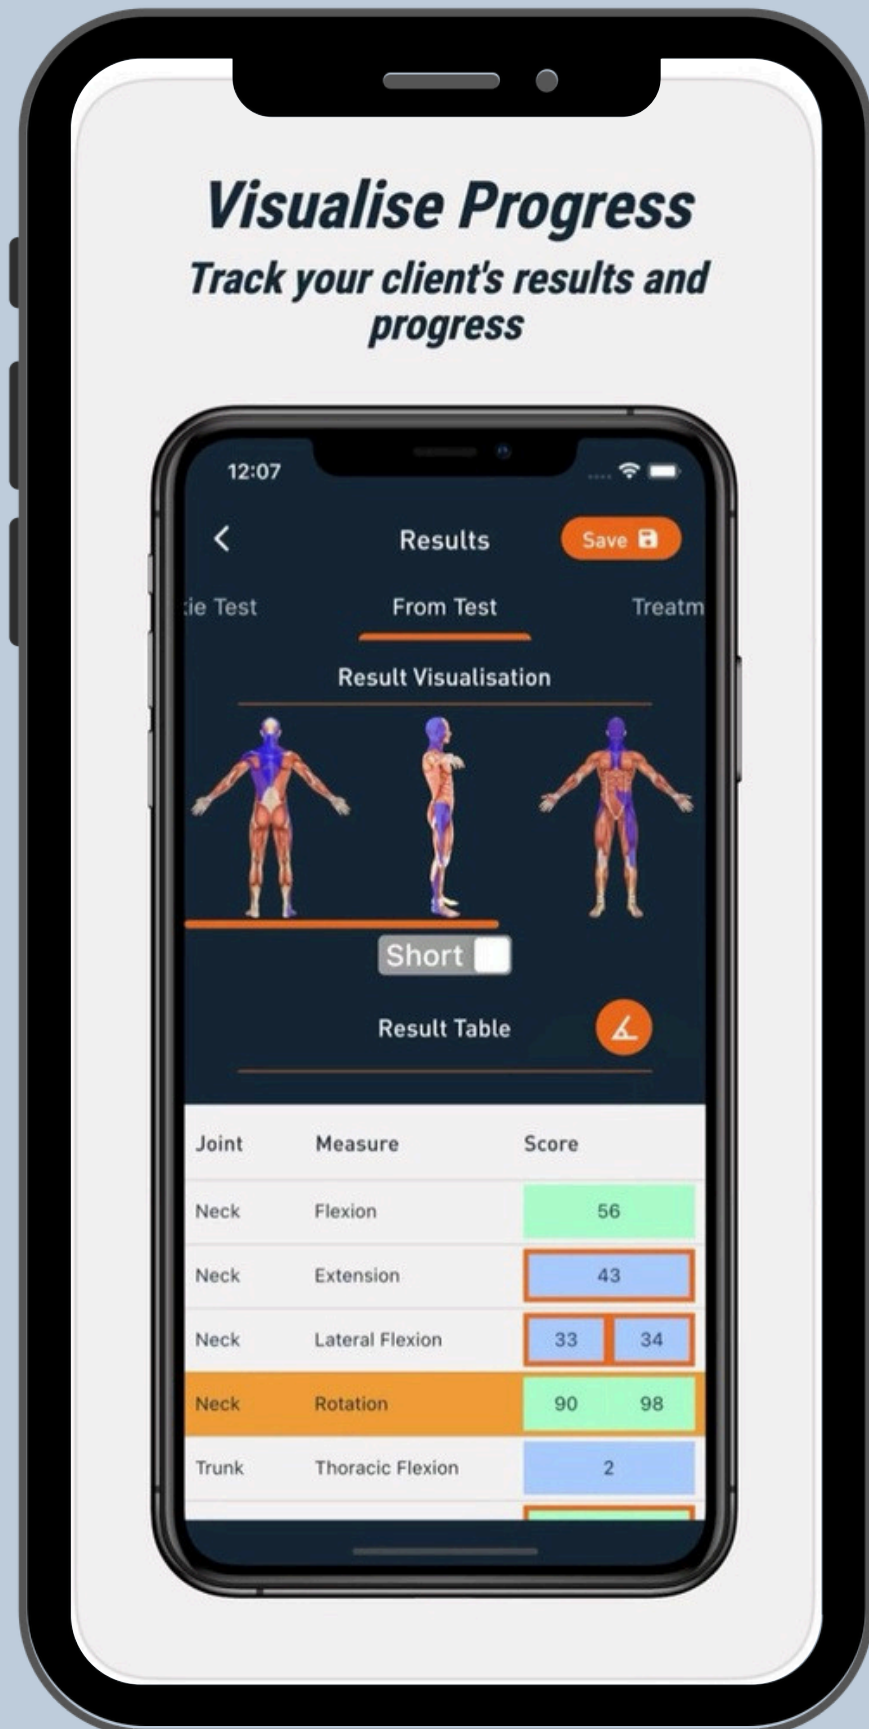 Visualise Progress
Track your client's results and
progress
12:07
Results
Save
kie Test From Test Treatm
Result Visualisation
Short
Result Table
Joint Measure Score
Neck Flexion 56
Neck Extension 43
Neck Lateral Flexion 33 34
Neck Rotation 90 98
Trunk Thoracic Flexion 2